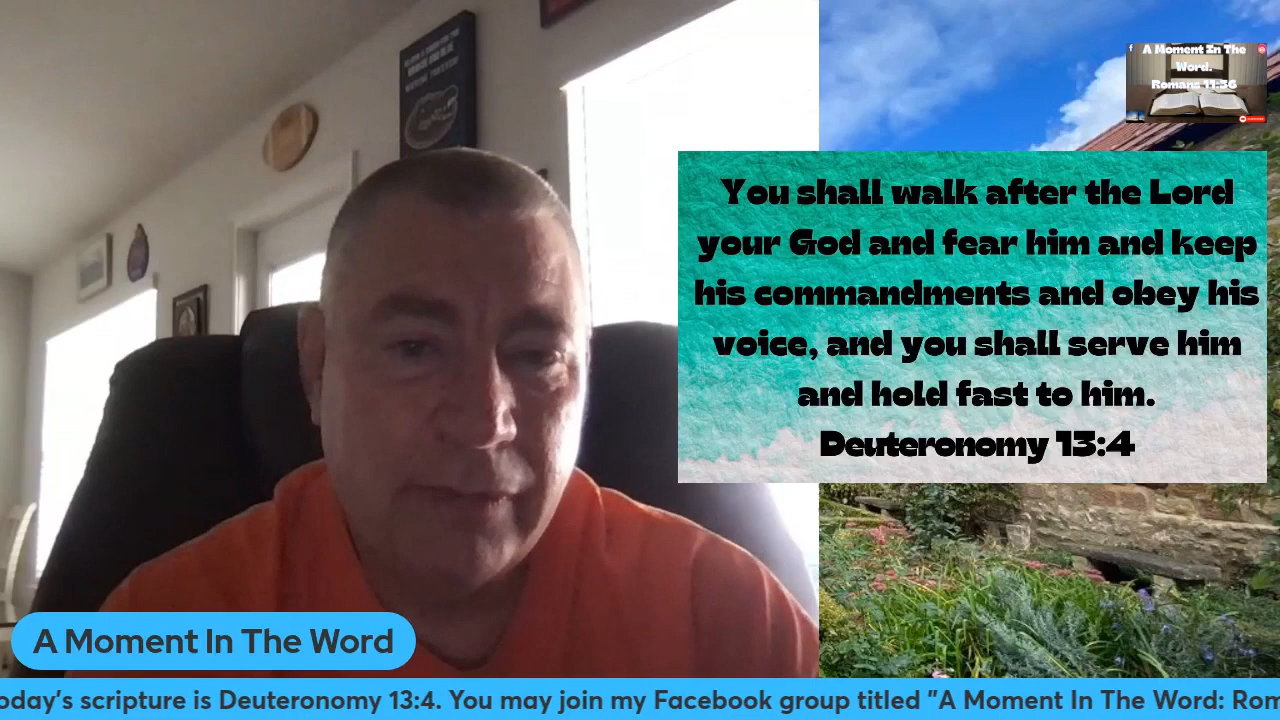 A Moment In The
Word.
Romans 11:36
You shall walk after the Lord
your God and fear him and keep
his commandments and obey his
voice, and you shall serve him
and hold fast to him.
Deuteronomy 13:4
A Moment In The Word
oday's scripture is Deuteronomy 13:4. You may join my Facebook group titled "A Moment In The Word: Rom